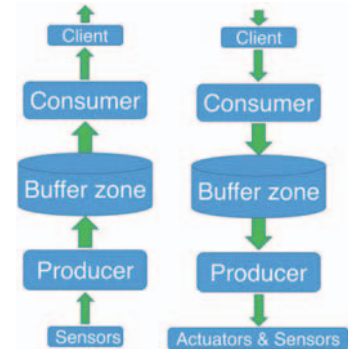 Client
Consumer
Buffer zone
Producer
Sensors
Client
Consumer
Buffer zone
Producer
Actuators & Sensors